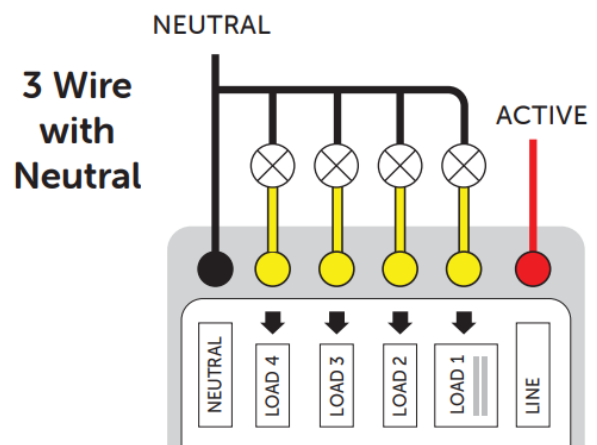 NEUTRAL
3 Wire
with
Neutral
ACTIVE
NEUTRAL
LOAD 4
LOAD 3
LOAD 2
LOAD 1
LINE